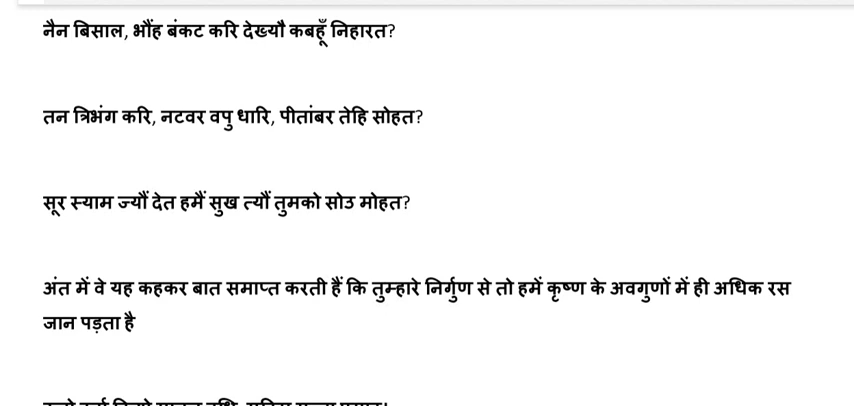 नैन बिसाल, भौंह बंकट करि देख्यौ कबहूँ निहारत?
तन त्रिभंग करि, नटवर वपु धारि, पीतांबर तेहि सोहत?
सूर स्याम ज्यौं देत हमैं सुख त्यौं तुमको सोउ मोहत?
अंत में वे यह कहकर बात समाप्त करती हैं कि तुम्हारे निर्गुण से तो हमें कृष्ण के अवगुणों में ही अधिक रस
जान पड़ता है